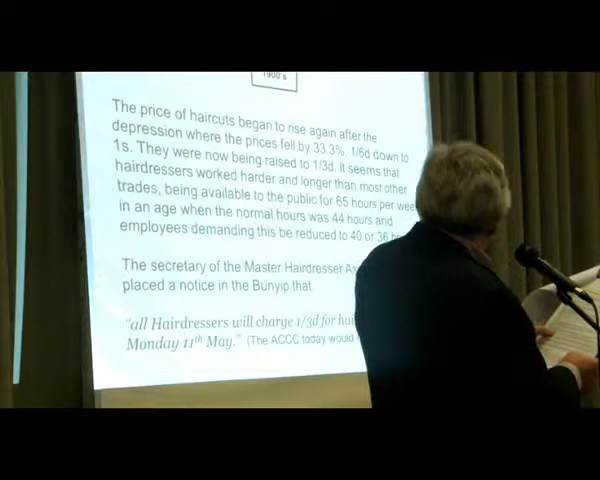 1900's
The price of haircuts began to rise again after the
depression where the prices fell by 33.3%. 1/6d down to
1s. They were now being raised to 1/3d. It seems that
hairdressers worked harder and longer than most other
trades, being available to the public for 65 hours per
in an age when the normal hours was 44 hours and
employees demanding this be reduced to 40 or 36
The secretary of the Master Hairdresser
placed a notice in the Bunyip that
"all Hairdressers will charge 1/3d for
Monday 11th May." (The ACCC today would